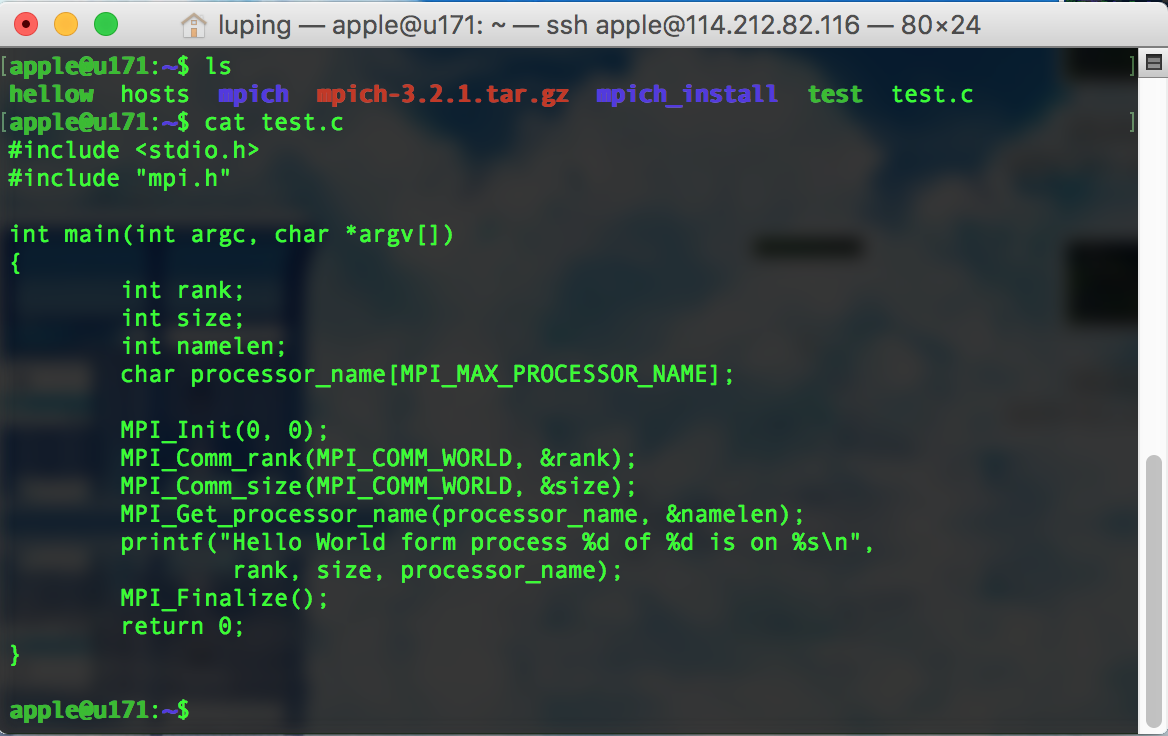 luping — apple@u171: ~ — ssh apple@114.212.82.116 — 80×24
[apple@u171:~$ ls ]
hellow hosts mpich mpich-3.2.1.tar.gz mpich_install test test.c
[apple@u171:~$ cat test.c ]
#include <stdio.h>
#include "mpi.h"

int main(int argc, char *argv[])
{
        int rank;
        int size;
        int namelen;
        char processor_name[MPI_MAX_PROCESSOR_NAME];

        MPI_Init(0, 0);
        MPI_Comm_rank(MPI_COMM_WORLD, &rank);
        MPI_Comm_size(MPI_COMM_WORLD, &size);
        MPI_Get_processor_name(processor_name, &namelen);
        printf("Hello World form process %d of %d is on %s\n",
                rank, size, processor_name);
        MPI_Finalize();
        return 0;
}

apple@u171:~$